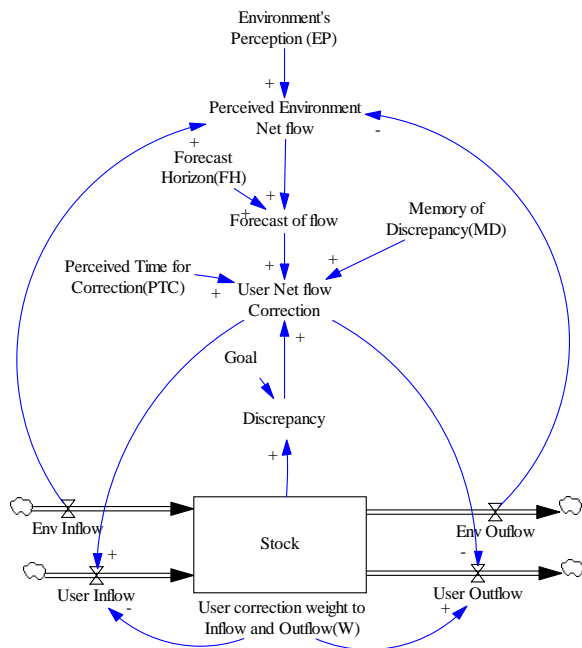 Environment's
Perception (EP)
+
Perceived Environment
Net flow
+
-
Forecast
Horizon(FH)
+
+
Forecast of flow
Memory of
Discrepancy(MD)
+
+
Perceived Time for
Correction(PTC)
+
User Net flow
Correction
+
Goal
Discrepancy
+
Env Inflow
Env Ouflow
Stock
+
-
User Inflow
User Outflow
-
User correction weight to
Inflow and Outflow(W)
+